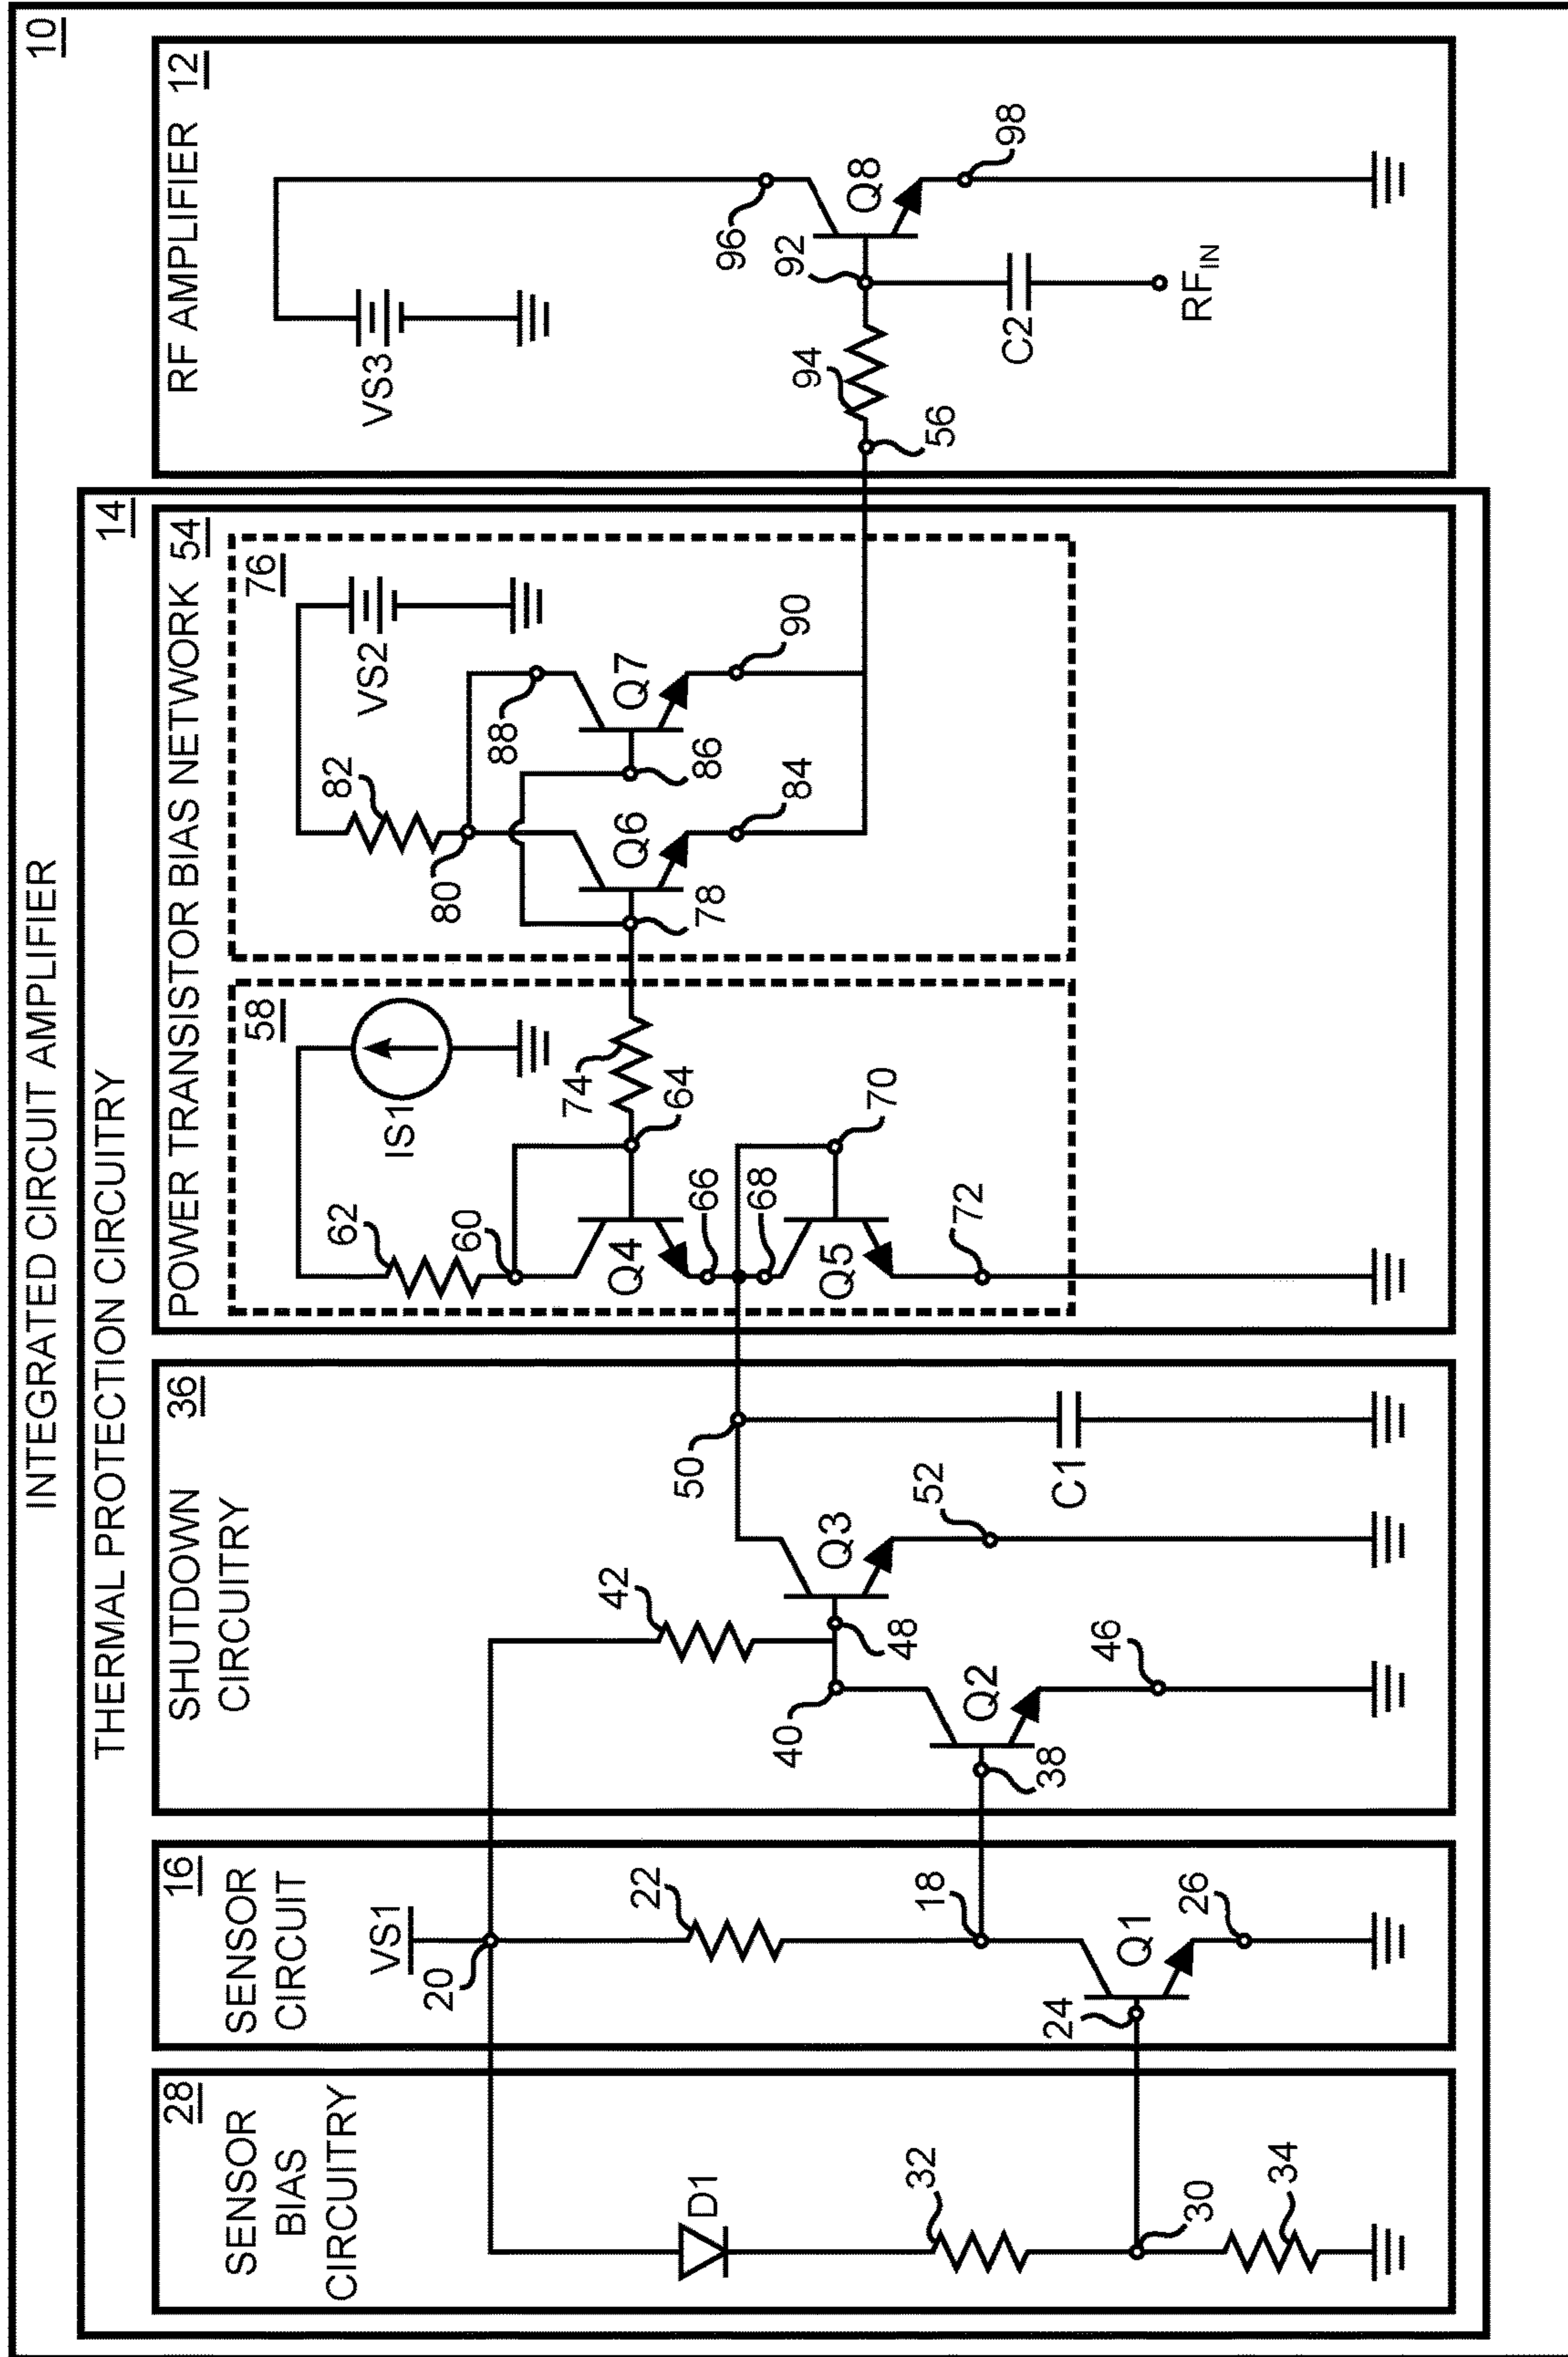 INTEGRATED CIRCUIT AMPLIFIER
10
THERMAL PROTECTION CIRCUITRY
14
SENSOR
BIAS
CIRCUITRY
28
D1
32
30
34
SENSOR
CIRCUIT
16
VS1
20
22
18
24
Q1
26
SHUTDOWN
CIRCUITRY
36
42
40
48
38
Q2
46
Q3
50
52
C1
POWER TRANSISTOR BIAS NETWORK 54
58
62
60
IS1
74
64
Q4
66
68
70
Q5
72
76
VS2
82
80
88
Q6
Q7
78
86
84
90
RF AMPLIFIER 12
VS3
96
92
94
56
Q8
98
C2
RFIN